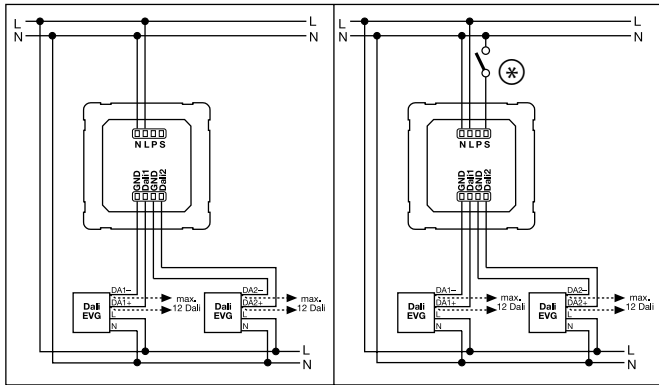 L L
N N
N L P S
GND Dali1 GND Dali2
DA1–
DA1+
L
N
Dali
EVG
max.
12 Dali
DA2–
DA2+
L
N
Dali
EVG
max.
12 Dali
L
N
L L
N N
*
N L P S
GND Dali1 GND Dali2
DA1–
DA1+
L
N
Dali
EVG
max.
12 Dali
DA2–
DA2+
L
N
Dali
EVG
max.
12 Dali
L
N